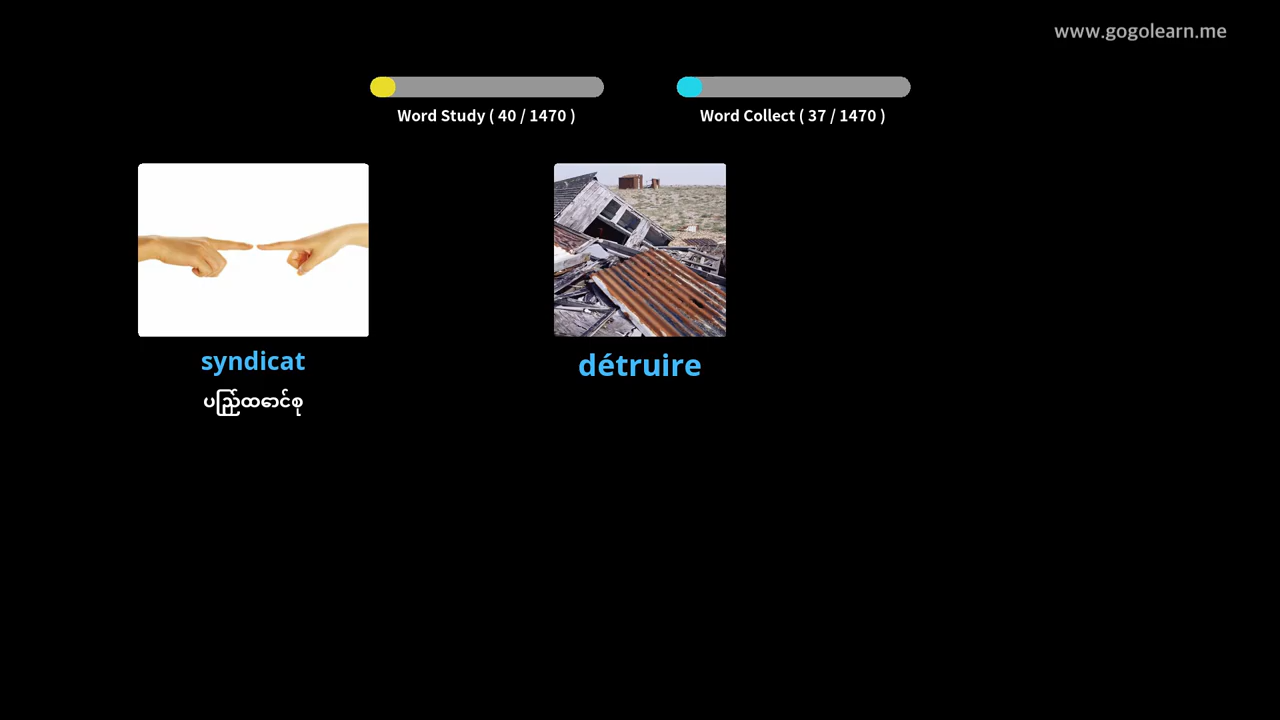 www.gogolearn.me
Word Study ( 40 / 1470 )
Word Collect ( 37 / 1470 )
syndicat
ပြည်ထောင်စု
détruire